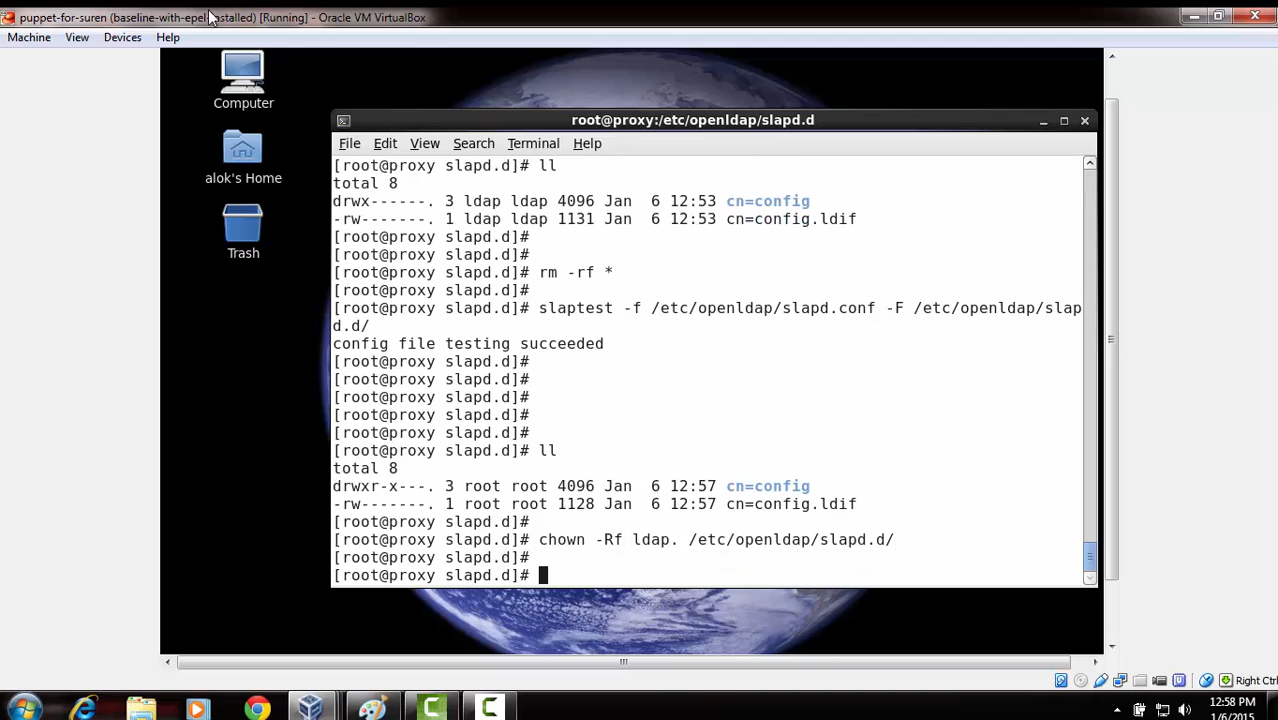 puppet-for-suren (baseline-with-epel-installed) [Running] - Oracle VM VirtualBox
Machine View Devices Help
Computer
alok's Home
Trash
root@proxy:/etc/openldap/slapd.d
File Edit View Search Terminal Help
[root@proxy slapd.d]# ll
total 8
drwx------. 3 ldap ldap 4096 Jan  6 12:53 cn=config
-rw-------. 1 ldap ldap 1131 Jan  6 12:53 cn=config.ldif
[root@proxy slapd.d]#
[root@proxy slapd.d]#
[root@proxy slapd.d]# rm -rf *
[root@proxy slapd.d]#
[root@proxy slapd.d]# slaptest -f /etc/openldap/slapd.conf -F /etc/openldap/slap
d.d/
config file testing succeeded
[root@proxy slapd.d]#
[root@proxy slapd.d]#
[root@proxy slapd.d]#
[root@proxy slapd.d]#
[root@proxy slapd.d]#
[root@proxy slapd.d]# ll
total 8
drwxr-x---. 3 root root 4096 Jan  6 12:57 cn=config
-rw-------. 1 root root 1128 Jan  6 12:57 cn=config.ldif
[root@proxy slapd.d]#
[root@proxy slapd.d]# chown -Rf ldap. /etc/openldap/slapd.d/
[root@proxy slapd.d]#
[root@proxy slapd.d]#
Right Ctrl
12:58 PM
1/6/2015